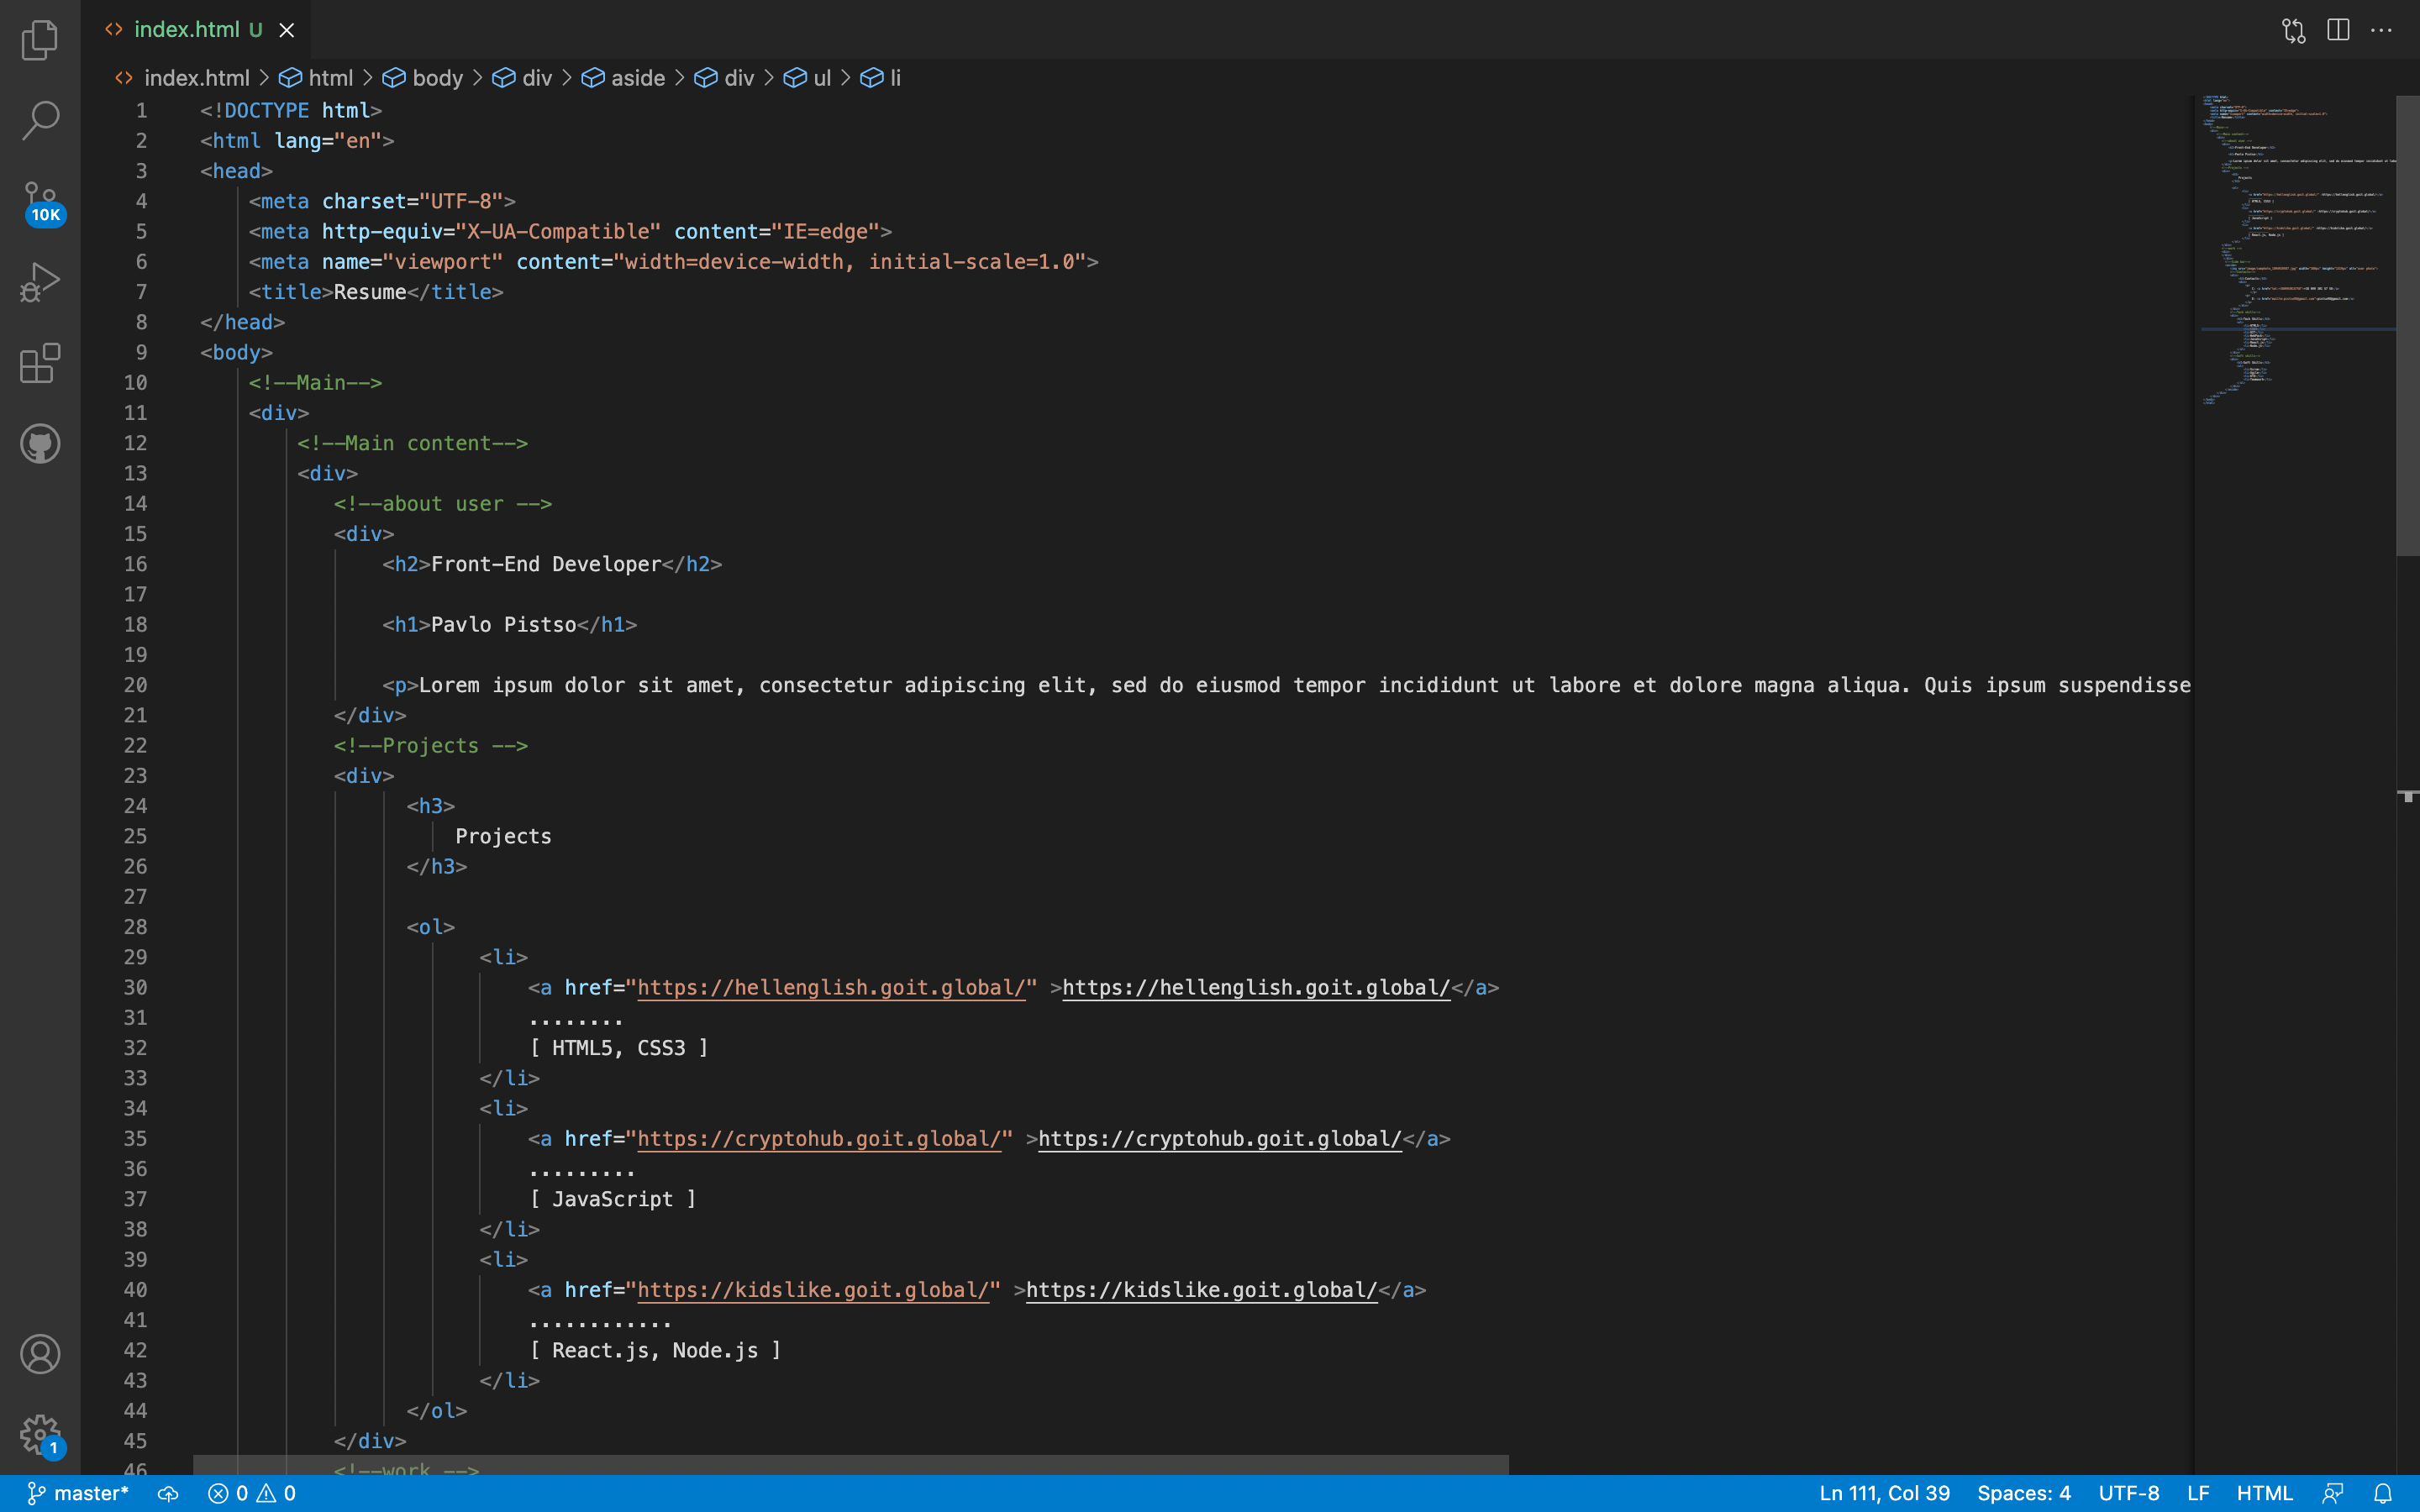 index.html U
index.html > html > body > div > aside > div > ul > li
1 <!DOCTYPE html>
2 <html lang="en">
3 <head>
4 <meta charset="UTF-8">
5 <meta http-equiv="X-UA-Compatible" content="IE=edge">
6 <meta name="viewport" content="width=device-width, initial-scale=1.0">
7 <title>Resume</title>
8 </head>
9 <body>
10 <!--Main-->
11 <div>
12 <!--Main content-->
13 <div>
14 <!--about user -->
15 <div>
16 <h2>Front-End Developer</h2>
17
18 <h1>Pavlo Pistso</h1>
19
20 <p>Lorem ipsum dolor sit amet, consectetur adipiscing elit, sed do eiusmod tempor incididunt ut labore et dolore magna aliqua. Quis ipsum suspendisse
21 </div>
22 <!--Projects -->
23 <div>
24 <h3>
25 Projects
26 </h3>
27
28 <ol>
29 <li>
30 <a href="https://hellenglish.goit.global/" >https://hellenglish.goit.global/</a>
31 ........
32 [ HTML5, CSS3 ]
33 </li>
34 <li>
35 <a href="https://cryptohub.goit.global/" >https://cryptohub.goit.global/</a>
36 .........
37 [ JavaScript ]
38 </li>
39 <li>
40 <a href="https://kidslike.goit.global/" >https://kidslike.goit.global/</a>
41 ............
42 [ React.js, Node.js ]
43 </li>
44 </ol>
45 </div>
46 <!--work -->
10K
1
master* 0 0 Ln 111, Col 39 Spaces: 4 UTF-8 LF HTML